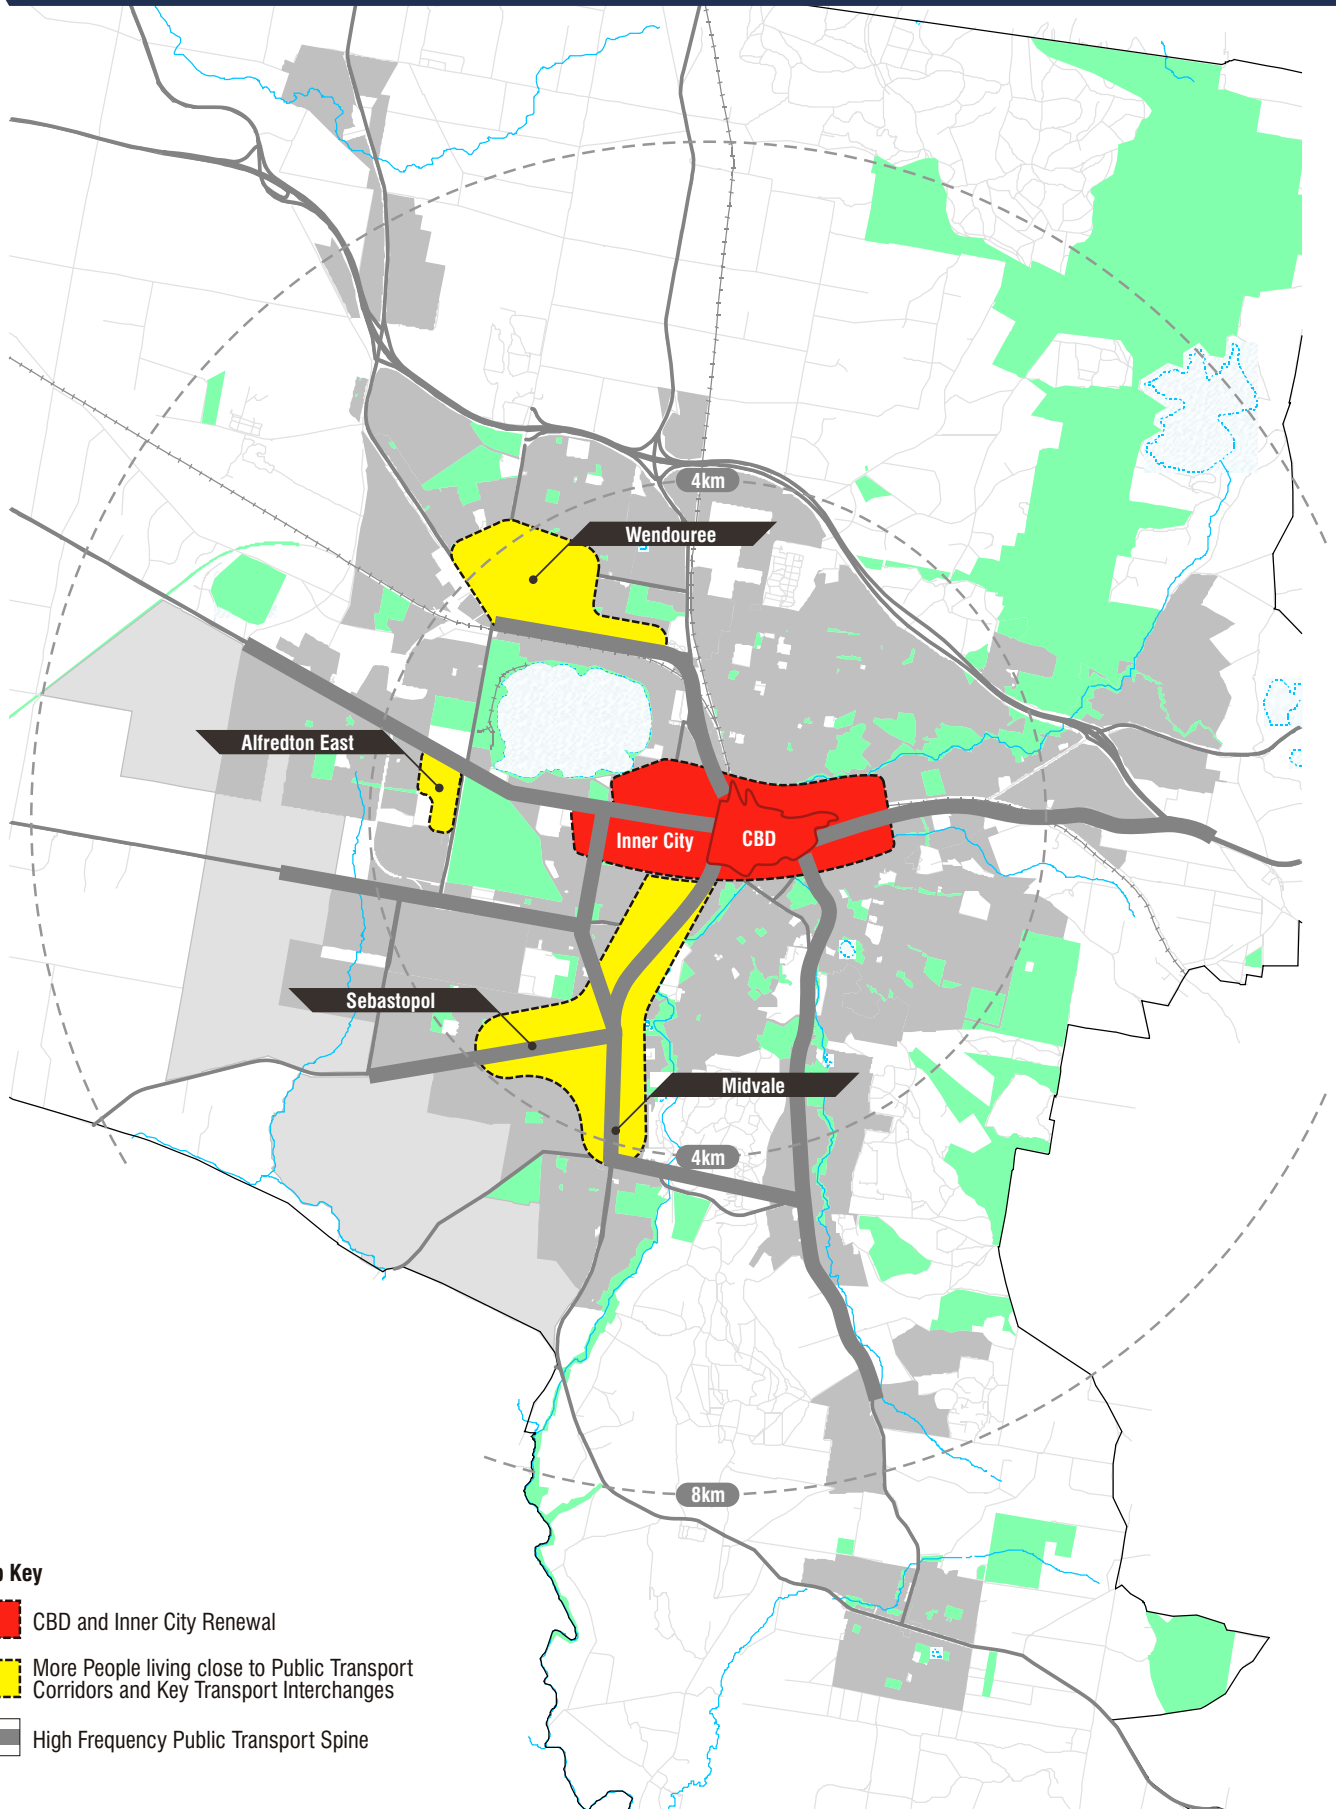 4km
Wendouree
Alfredton East
Inner City
CBD
Sebastopol
Midvale
4km
8km
Key
CBD and Inner City Renewal
More People living close to Public Transport
Corridors and Key Transport Interchanges
High Frequency Public Transport Spine